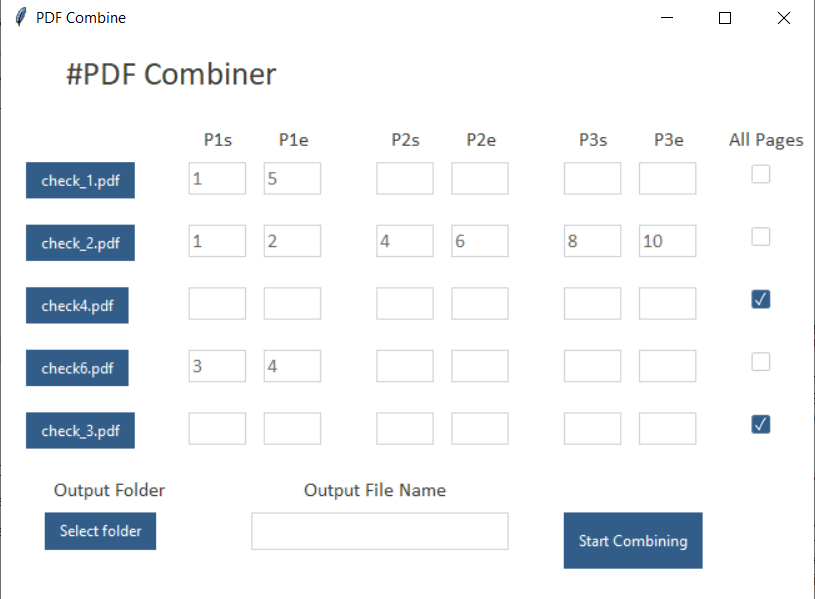 PDF Combine
#PDF Combiner
P1s P1e P2s P2e P3s P3e All Pages
check_1.pdf 1 5
check_2.pdf 1 2 4 6 8 10
check4.pdf
check6.pdf 3 4
check_3.pdf
Output Folder Output File Name
Select folder Start Combining